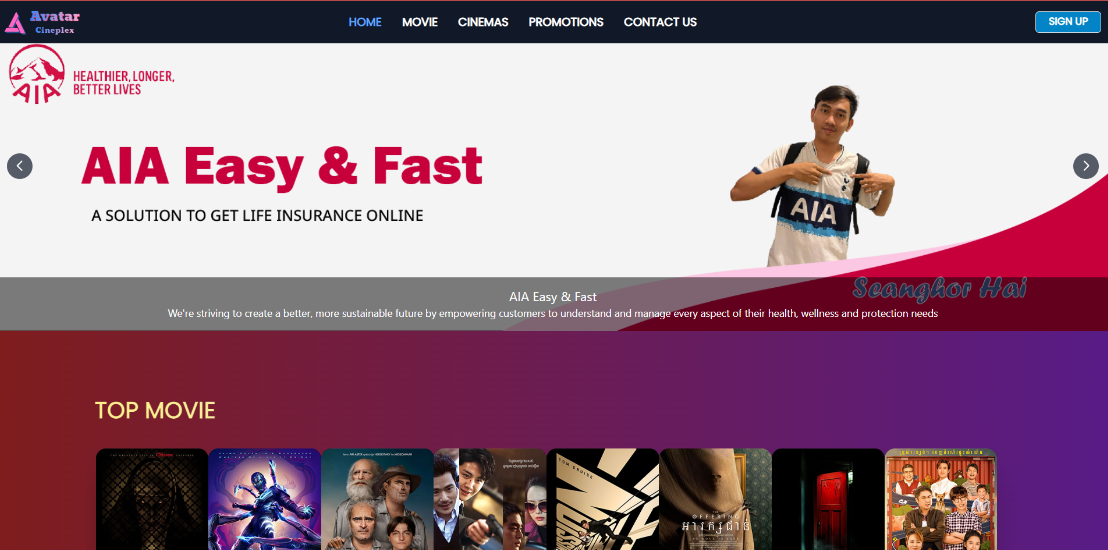 Avatar
Cineplex
HOME MOVIE CINEMAS PROMOTIONS CONTACT US
SIGN UP
HEALTHIER, LONGER,
BETTER LIVES
AIA
AIA Easy & Fast
A SOLUTION TO GET LIFE INSURANCE ONLINE
AIA
Seanghor Hai
AIA Easy & Fast
We're striving to create a better, more sustainable future by empowering customers to understand and manage every aspect of their health, wellness and protection needs
TOP MOVIE
TOM CRUISE
OFFERING